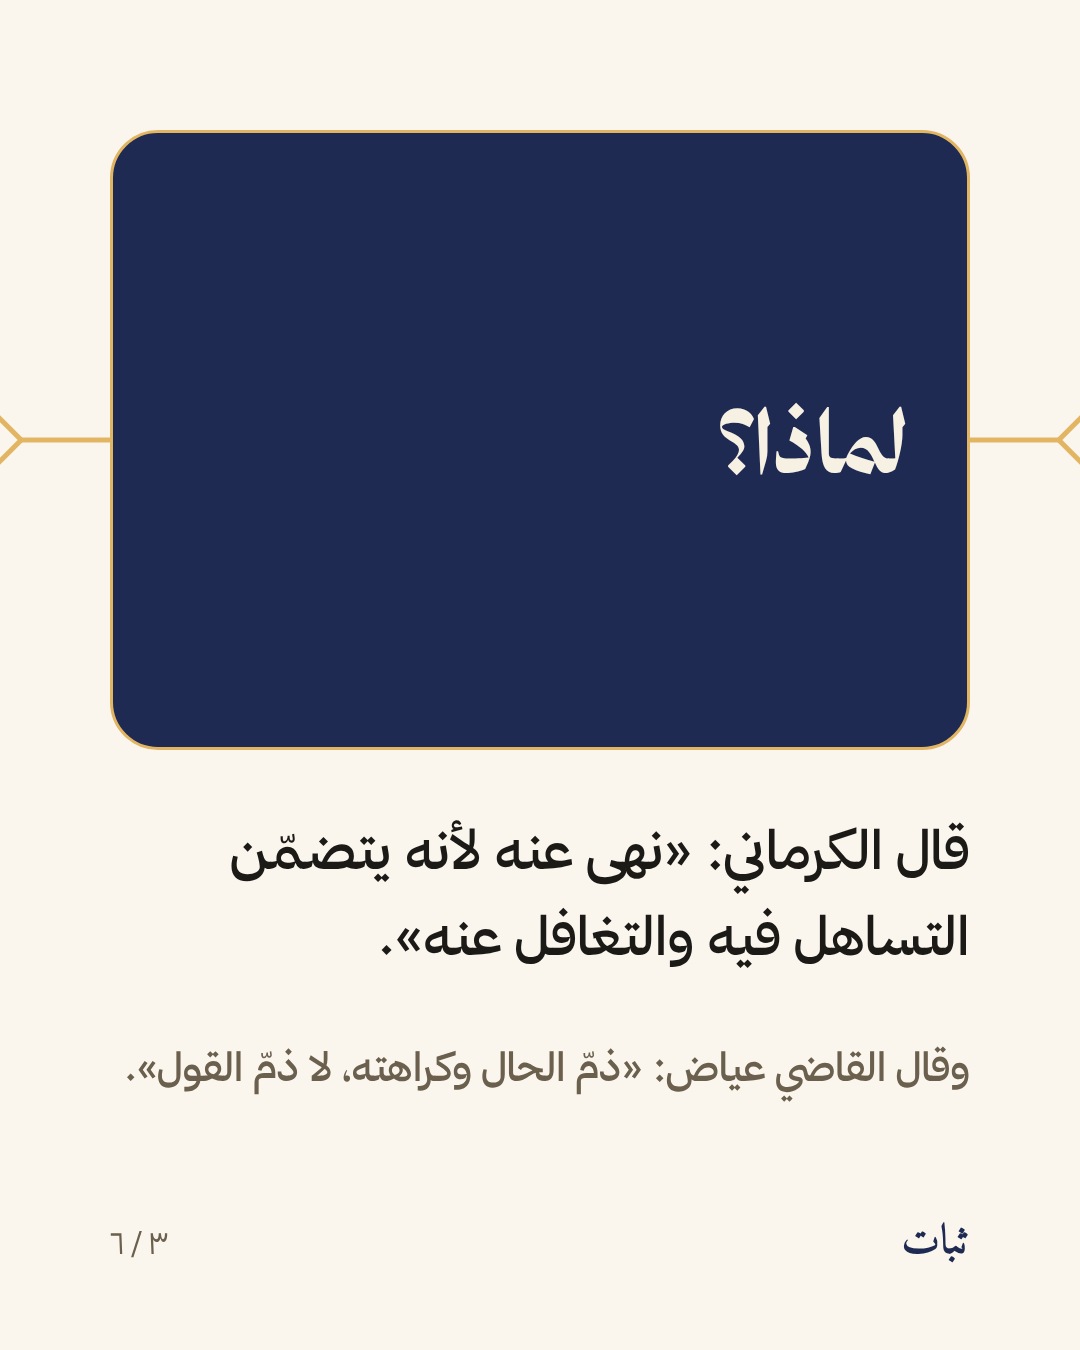 لماذا؟
قال الكرماني: «نهى عنه لأنه يتضمّن
التساهل فيه والتغافل عنه».
وقال القاضي عياض: «ذمّ الحال وكراهته، لا ذمّ القول».
ثبات
٣ / ٦